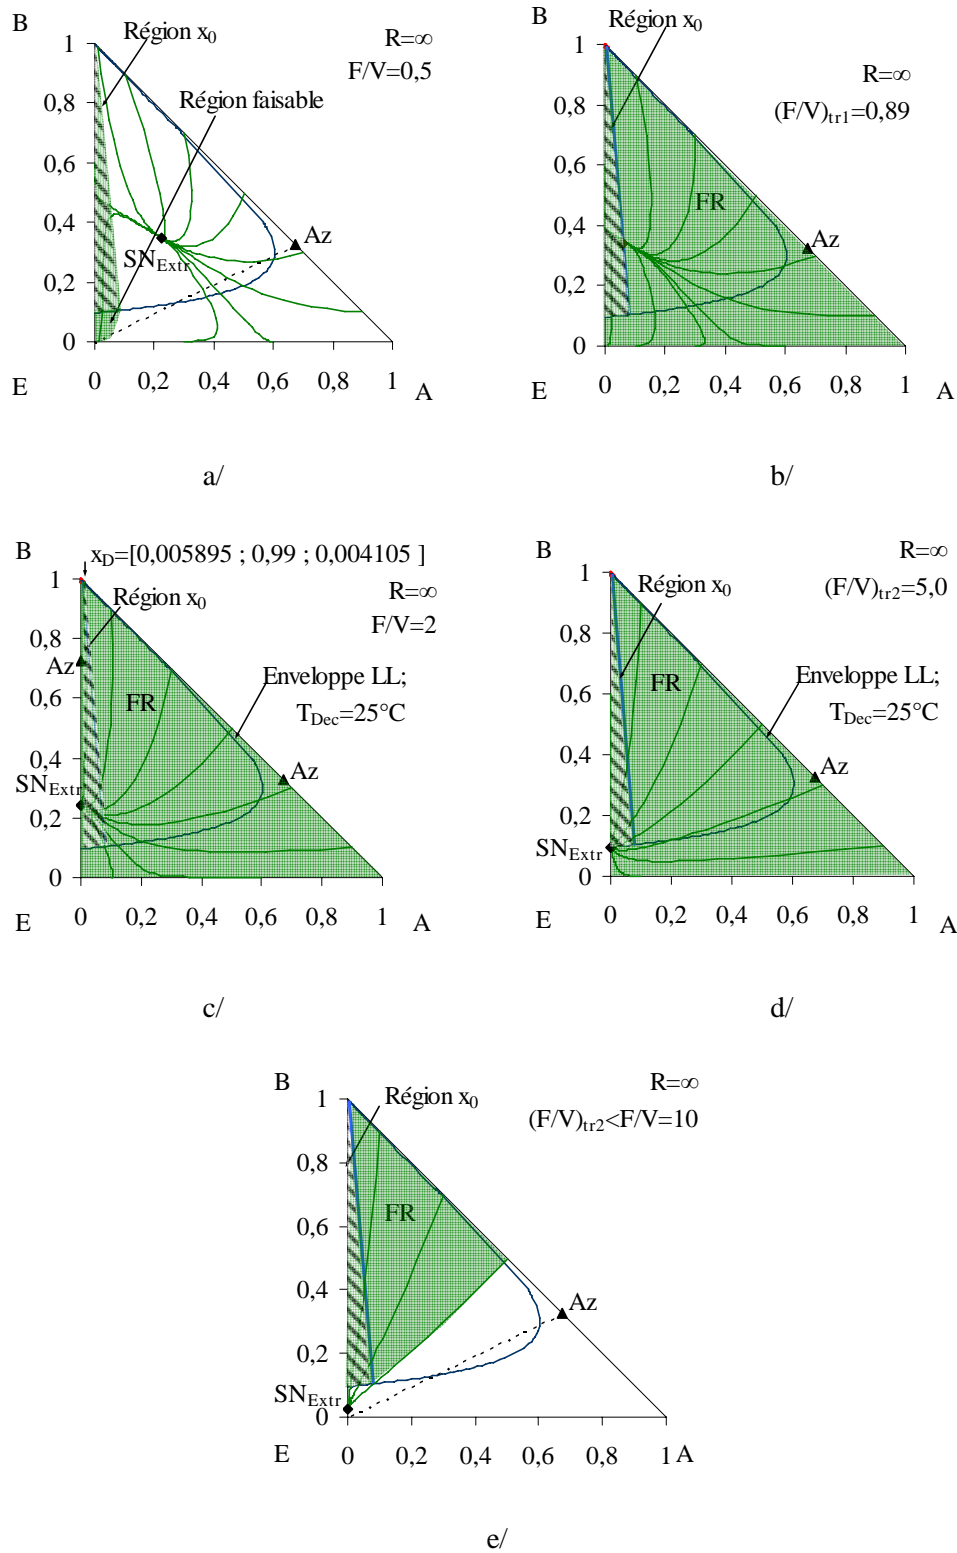 B
Région x0
R=∞
F/V=0,5
Région faisable
1
0,8
0,6
0,4
0,2
0
Az
SNExtr
0 0,2 0,4 0,6 0,8 1
E
A
a/
B
Région x0
R=∞
(F/V)tr1=0,89
1
0,8
0,6
0,4
0,2
0
FR
Az
0 0,2 0,4 0,6 0,8 1
E
A
b/
B
xD=[0,005895 ; 0,99 ; 0,004105 ]
R=∞
F/V=2
Région x0
1
0,8
Az
0,6
0,4
SNExtr
0,2
0
FR
Enveloppe LL;
TDec=25°C
Az
0 0,2 0,4 0,6 0,8 1
E
A
c/
B
R=∞
(F/V)tr2=5,0
Région x0
1
0,8
0,6
0,4
0,2
SNExtr
0
FR
Enveloppe LL;
TDec=25°C
Az
0 0,2 0,4 0,6 0,8 1
E
A
d/
B
Région x0
R=∞
(F/V)tr2<F/V=10
1
0,8
0,6
0,4
0,2
SNExtr
0
FR
Az
0 0,2 0,4 0,6 0,8 1
E
A
e/